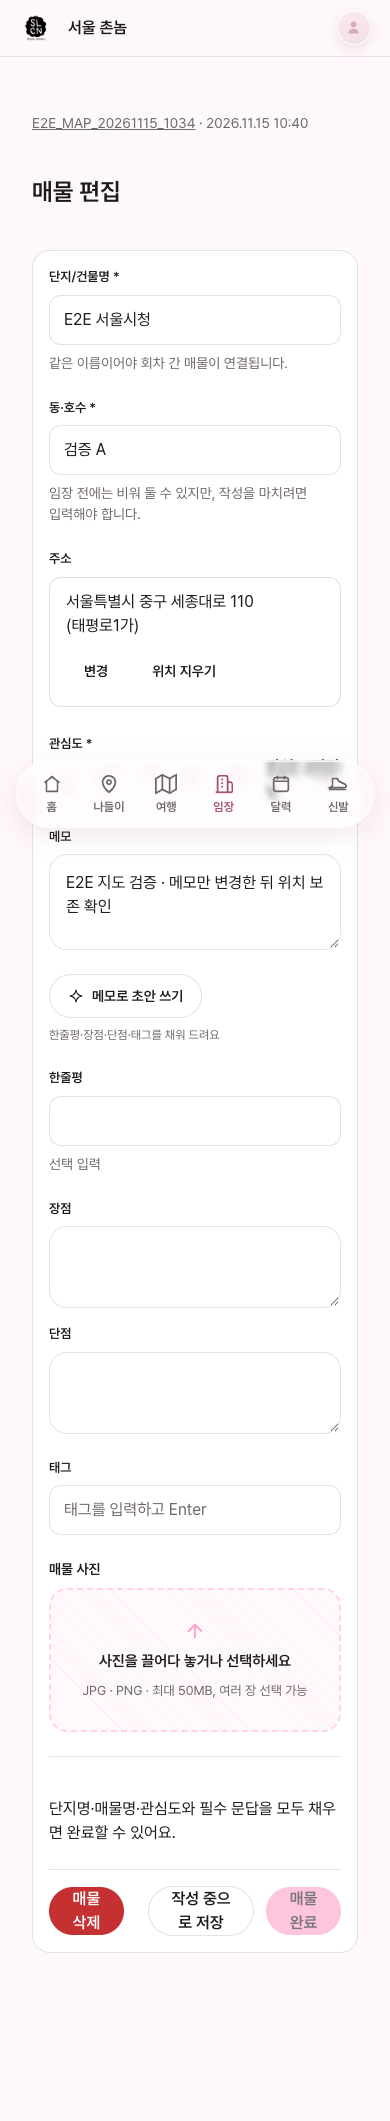 SL
CN
서울 촌놈
E2E_MAP_20261115_1034 · 2026.11.15 10:40
매물 편집
단지/건물명 *
E2E 서울시청
같은 이름이어야 회차 간 매물이 연결됩니다.
동·호수 *
검증 A
임장 전에는 비워 둘 수 있지만, 작성을 마치려면
입력해야 합니다.
주소
서울특별시 중구 세종대로 110
(태평로1가)
변경 위치 지우기
관심도 *
홈 나들이 여행 임장 달력 신발
메모
E2E 지도 검증 · 메모만 변경한 뒤 위치 보
존 확인
메모로 초안 쓰기
한줄평·장점·단점·태그를 채워 드려요
한줄평
선택 입력
장점
단점
태그
태그를 입력하고 Enter
매물 사진
사진을 끌어다 놓거나 선택하세요
JPG · PNG · 최대 50MB, 여러 장 선택 가능
단지명·매물명·관심도와 필수 문답을 모두 채우
면 완료할 수 있어요.
매물
삭제
작성 중으
로 저장
매물
완료